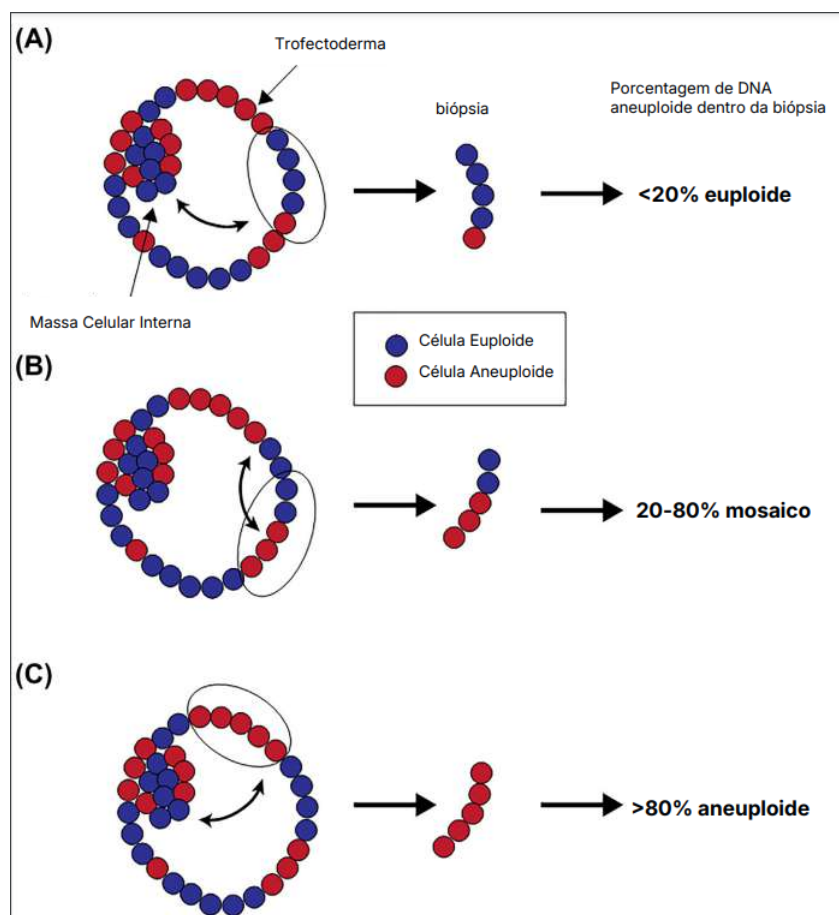 (A)
Trofectoderma
biópsia
Porcentagem de DNA
aneuploide dentro da biópsia
<20% euploide
Massa Celular Interna
Célula Euploide
Célula Aneuploide
(B)
20-80% mosaico
(C)
>80% aneuploide